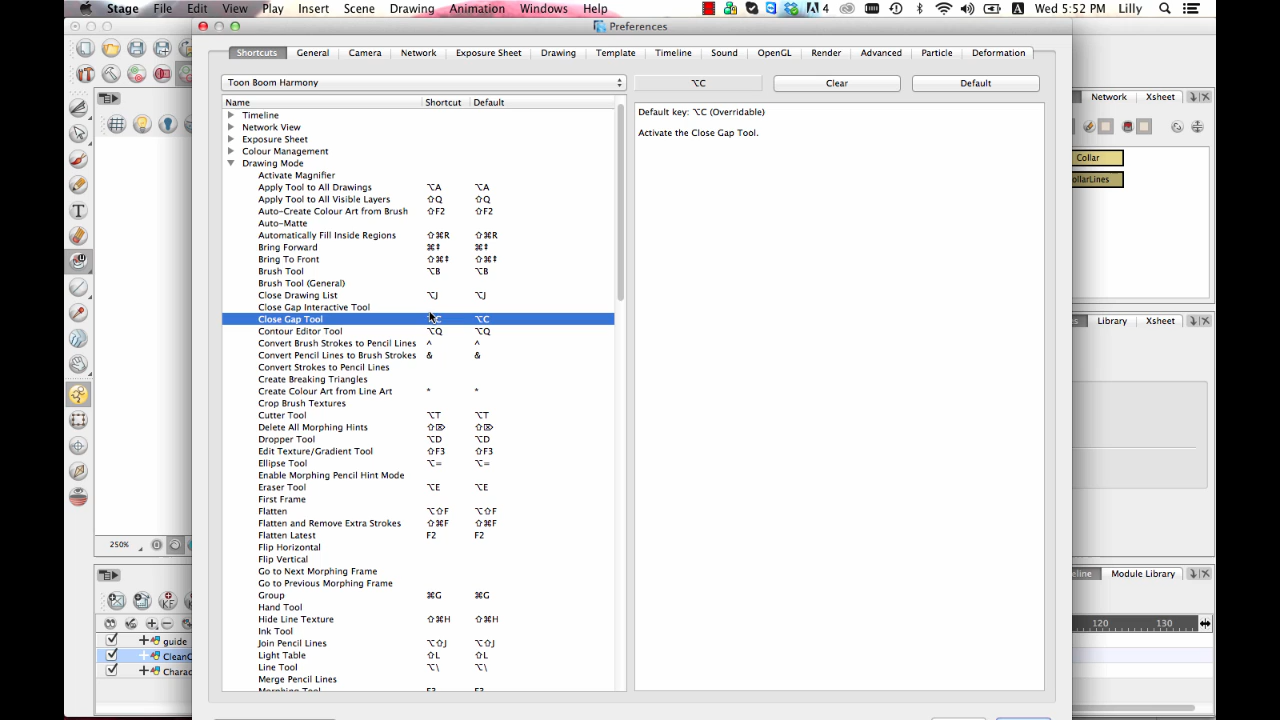 Stage File Edit View Play Insert Scene Drawing Animation Windows Help 4 A Wed 5:52 PM Lilly
Preferences
Shortcuts General Camera Network Exposure Sheet Drawing Template Timeline Sound OpenGL Render Advanced Particle Deformation
Toon Boom Harmony ⌥C Clear Default
Name Shortcut Default
Default key: ⌥C (Overridable)
Activate the Close Gap Tool.
Timeline
Network View
Exposure Sheet
Colour Management
Drawing Mode
Activate Magnifier
Apply Tool to All Drawings ⌥A ⌥A
Apply Tool to All Visible Layers ⇧Q ⇧Q
Auto-Create Colour Art from Brush ⇧F2 ⇧F2
Auto-Matte
Automatically Fill Inside Regions ⇧⌘R ⇧⌘R
Bring Forward ⌘⇞ ⌘⇞
Bring To Front ⇧⌘⇞ ⇧⌘⇞
Brush Tool ⌥B ⌥B
Brush Tool (General)
Close Drawing List ⌥J ⌥J
Close Gap Interactive Tool
Close Gap Tool ⌥C ⌥C
Contour Editor Tool ⌥Q ⌥Q
Convert Brush Strokes to Pencil Lines ^ ^
Convert Pencil Lines to Brush Strokes & &
Convert Strokes to Pencil Lines
Create Breaking Triangles
Create Colour Art from Line Art * *
Crop Brush Textures
Cutter Tool ⌥T ⌥T
Delete All Morphing Hints ⇧⌦ ⇧⌦
Dropper Tool ⌥D ⌥D
Edit Texture/Gradient Tool ⇧F3 ⇧F3
Ellipse Tool ⌥= ⌥=
Enable Morphing Pencil Hint Mode
Eraser Tool ⌥E ⌥E
First Frame
Flatten ⌥⇧F ⌥⇧F
Flatten and Remove Extra Strokes ⇧⌘F ⇧⌘F
Flatten Latest F2 F2
Flip Horizontal
Flip Vertical
Go to Next Morphing Frame
Go to Previous Morphing Frame
Group ⌘G ⌘G
Hand Tool
Hide Line Texture ⇧⌘H ⇧⌘H
Ink Tool
Join Pencil Lines ⌥⇧J ⌥⇧J
Light Table ⇧L ⇧L
Line Tool ⌥\ ⌥\
Merge Pencil Lines
Morphing Tool F3 F3
250%
guide
CleanC
Charac
Network Xsheet
Collar
ollarLines
es Library Xsheet
eline Module Library
120 130